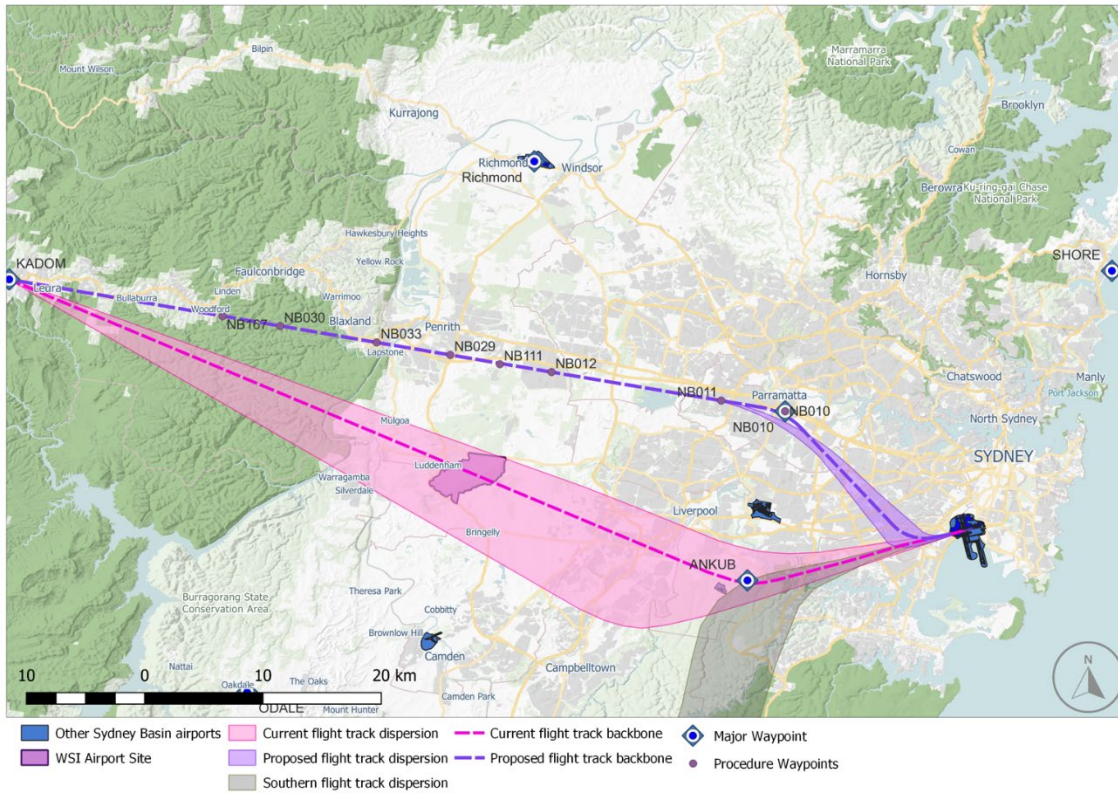 Bilpin
Mount Wilson
Marramarra
National Park
Brooklyn
Kurrajong
Richmond
Windsor
Richmond
Cowan
Berowra
Ku-ring-gai Chase
National Park
Hawkesbury Heights
Yellow Rock
SHORE
KADOM
Leura
Faulconbridge
Hornsby
Bullaburra
Linden
Warrimoo
Woodford
Blaxland
NB167
NB030
NB033
Penrith
Lapstone
NB029
NB111
NB012
Chatswood
Manly
Port Jackson
NB011
Parramatta
NB010
NB010
North Sydney
SYDNEY
Mulgoa
Luddenham
Warragamba
Silverdale
Bringelly
Liverpool
ANKUB
Burragorang State
Conservation Area
Theresa Park
Cobbitty
Brownlow Hill
Camden
Campbelltown
Nattai
Oakdale
The Oaks
Camden Park
Mount Hunter
ODALE
10 0 10 20 km
N
Other Sydney Basin airports
Current flight track dispersion
Current flight track backbone
Major Waypoint
WSI Airport Site
Proposed flight track dispersion
Proposed flight track backbone
Procedure Waypoints
Southern flight track dispersion